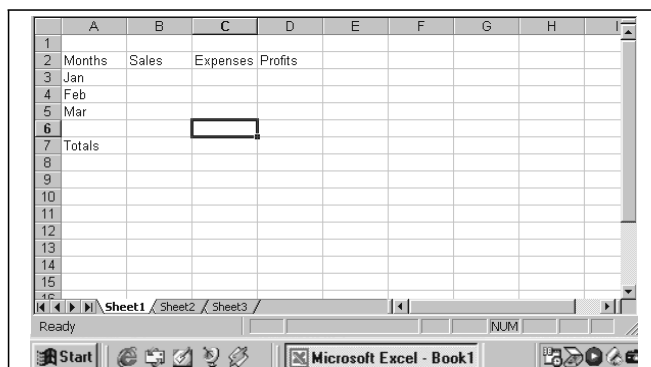 A B C D E F G H I
1
2 Months Sales Expenses Profits
3 Jan
4 Feb
5 Mar
6
7 Totals
8
9
10
11
12
13
14
15
16
Sheet1 Sheet2 Sheet3
Ready NUM
Start Microsoft Excel - Book1